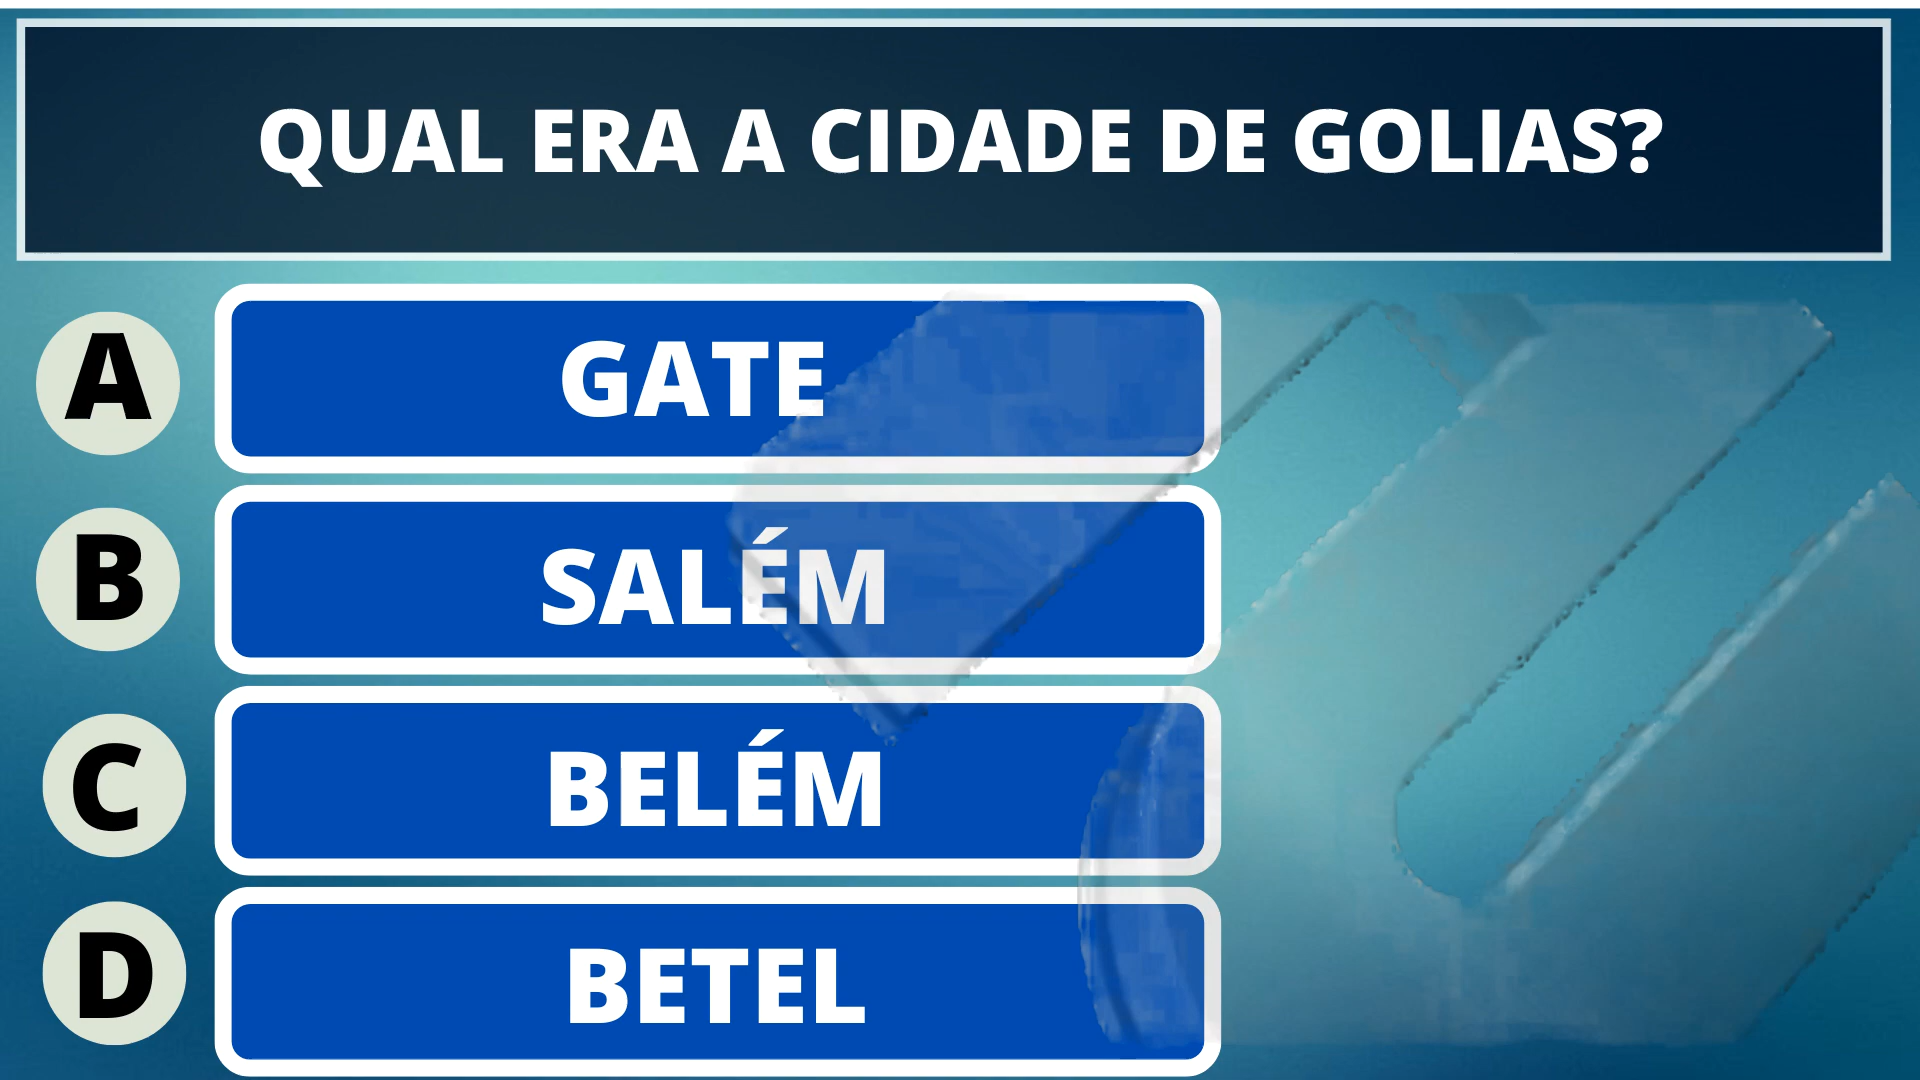 QUAL ERA A CIDADE DE GOLIAS?
A GATE
B SALÉM
C BELÉM
D BETEL